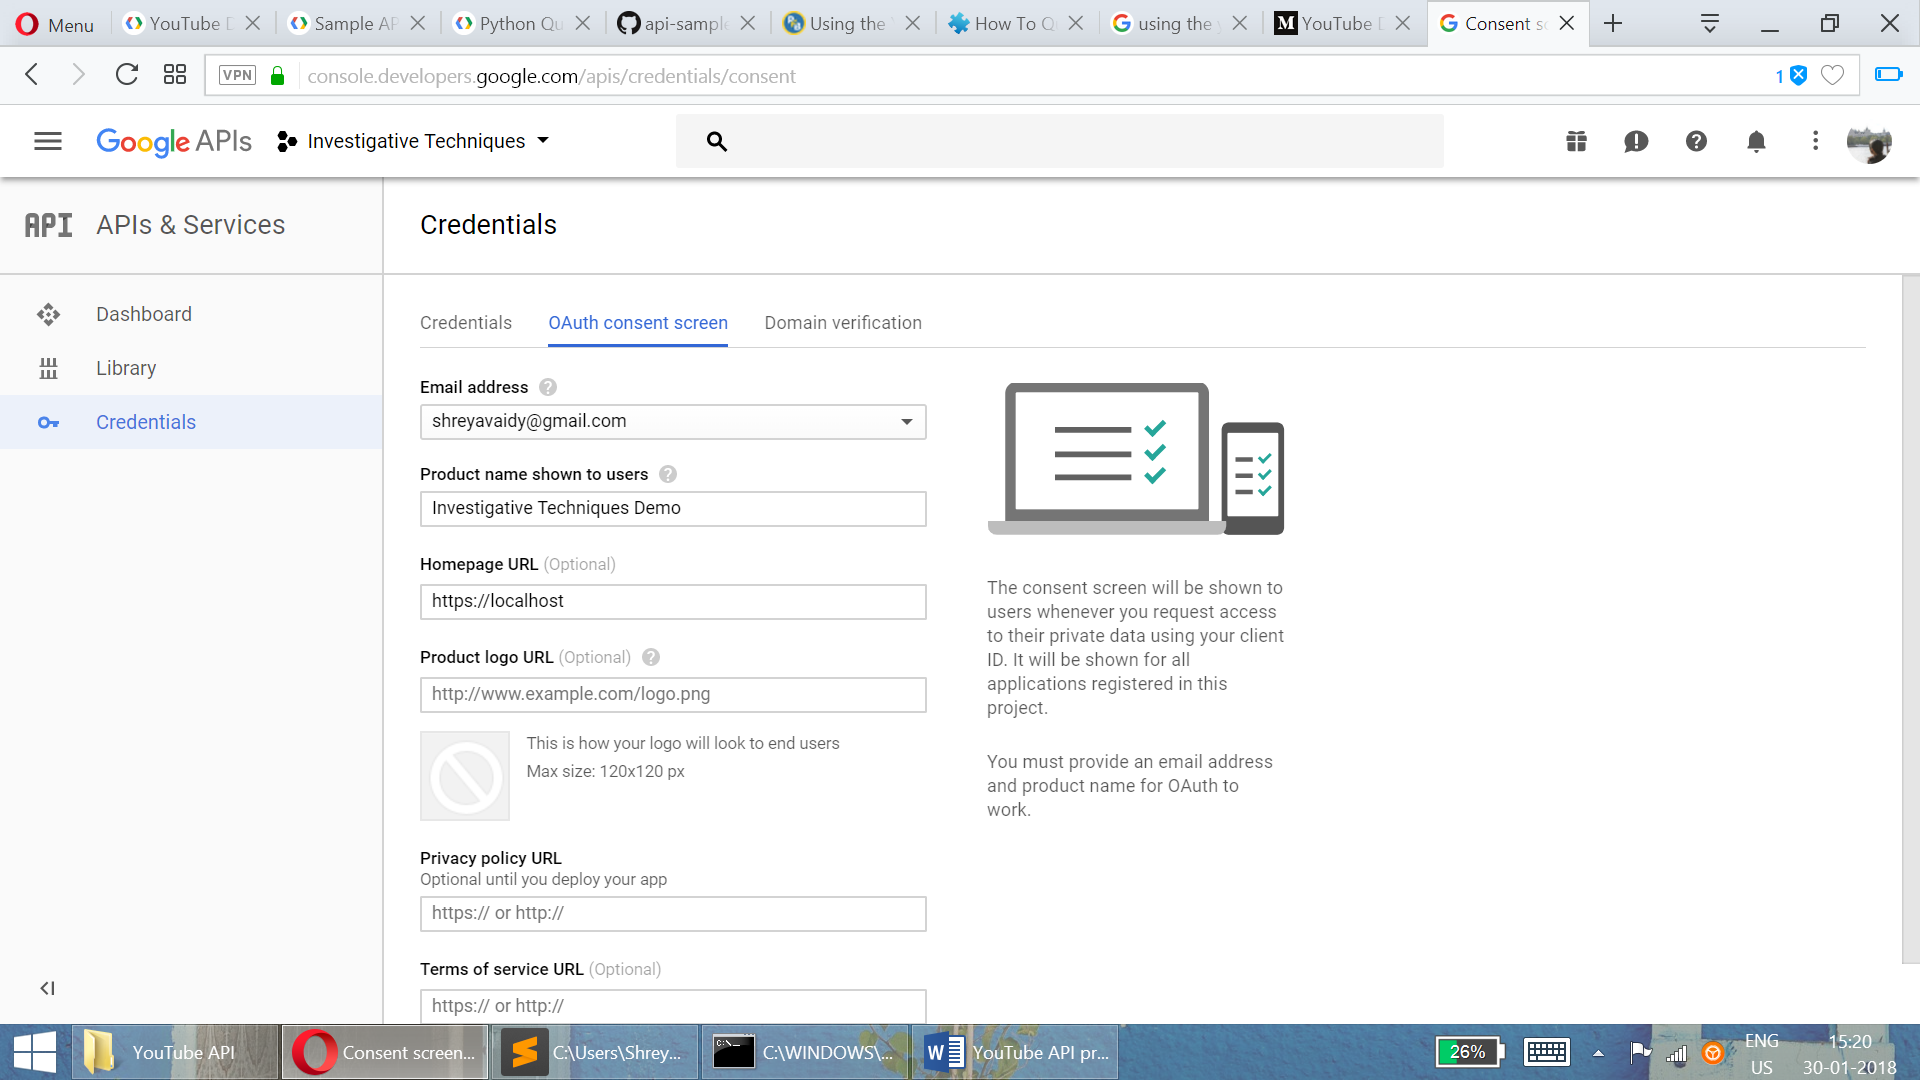 Menu
YouTube D
Sample AP
Python Qu
api-sample
Using the Y
How To Q
using the y
YouTube D
Consent sc
VPN
console.developers.google.com/apis/credentials/consent
1
Google APIs
Investigative Techniques
API APIs & Services
Credentials
Dashboard
Library
Credentials
Credentials
OAuth consent screen
Domain verification
Email address
shreyavaidy@gmail.com
Product name shown to users
Investigative Techniques Demo
Homepage URL (Optional)
https://localhost
Product logo URL (Optional)
http://www.example.com/logo.png
This is how your logo will look to end users
Max size: 120x120 px
Privacy policy URL
Optional until you deploy your app
https:// or http://
Terms of service URL (Optional)
https:// or http://
The consent screen will be shown to
users whenever you request access
to their private data using your client
ID. It will be shown for all
applications registered in this
project.
You must provide an email address
and product name for OAuth to
work.
YouTube API
Consent screen...
C:\Users\Shrey...
C:\WINDOWS\...
YouTube API pr...
26%
ENG
US
15:20
30-01-2018